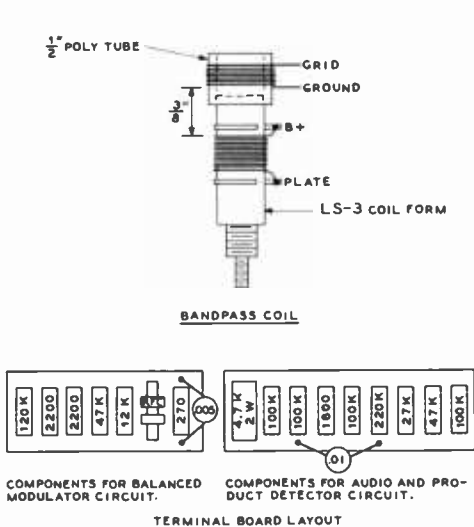 1/2" POLY TUBE
GRID
GROUND
3/8"
B+
PLATE
LS-3 COIL FORM
BANDPASS COIL
120K
2200
2200
47K
12K
270
.005
4.7K 2W
100K
100K
1800
100K
220K
27K
47K
100K
.01
COMPONENTS FOR BALANCED
MODULATOR CIRCUIT.
COMPONENTS FOR AUDIO AND PRO-
DUCT DETECTOR CIRCUIT.
TERMINAL BOARD LAYOUT